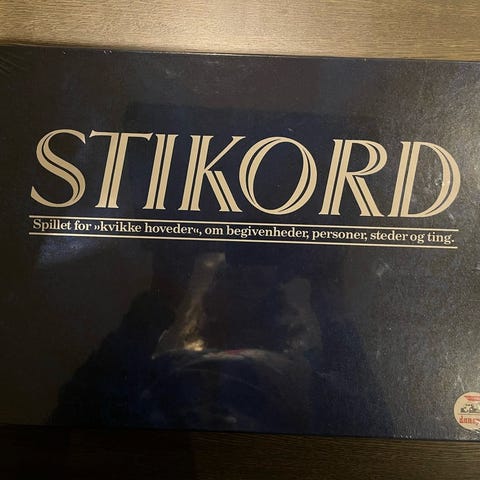 STIKORD
Spillet for »kvikke hoveder«, om begivenheder, personer, steder og ting.